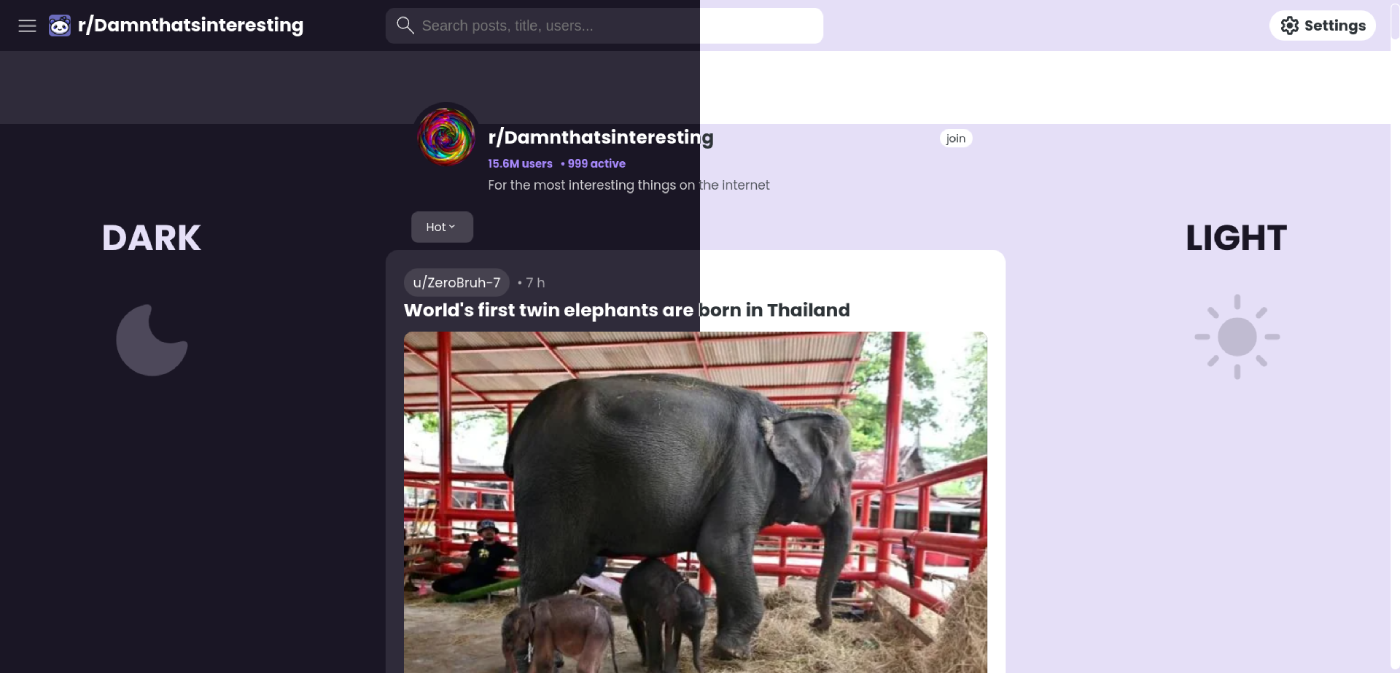 r/Damnthatsinteresting
Search posts, title, users...
Settings
r/Damnthatsinteresting
join
15.6M users • 999 active
For the most interesting things on the internet
DARK
LIGHT
Hot
u/ZeroBruh-7 • 7 h
World's first twin elephants are born in Thailand